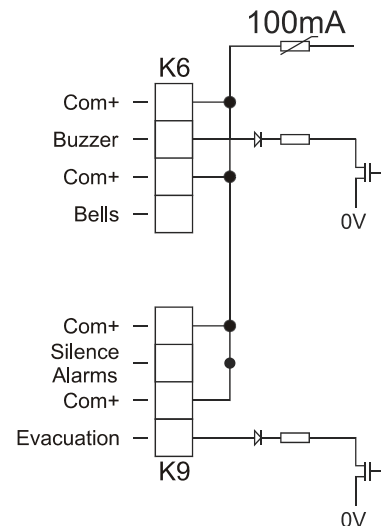 100mA
K6
Com+
Buzzer
Com+
Bells
0V
Com+
Silence
Alarms
Com+
Evacuation
K9
0V